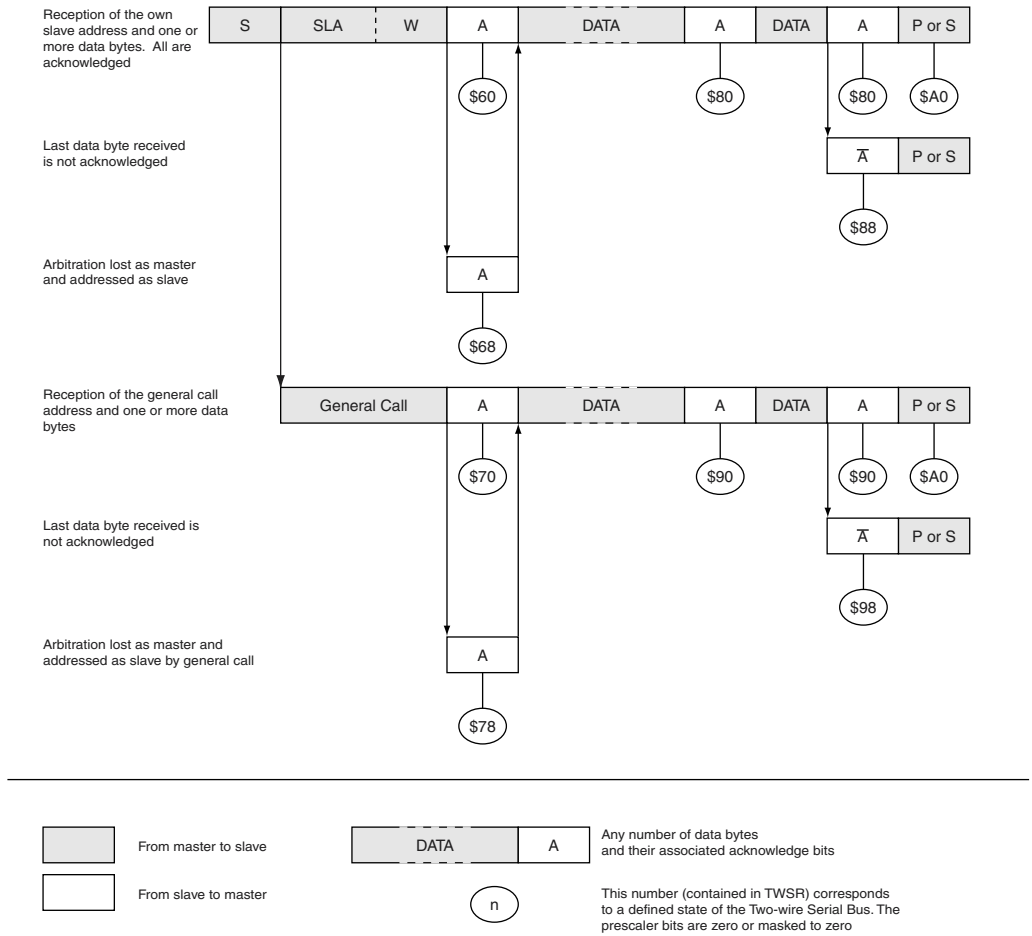 Reception of the own
slave address and one or
more data bytes. All are
acknowledged
S SLA W A DATA A DATA A P or S
$60 $80 $80 $A0
Last data byte received
is not acknowledged
A̅ P or S
$88
Arbitration lost as master
and addressed as slave
A
$68
Reception of the general call
address and one or more data
bytes
General Call A DATA A DATA A P or S
$70 $90 $90 $A0
Last data byte received is
not acknowledged
A̅ P or S
$98
Arbitration lost as master and
addressed as slave by general call
A
$78
From master to slave
DATA A
Any number of data bytes
and their associated acknowledge bits
From slave to master
n
This number (contained in TWSR) corresponds
to a defined state of the Two-wire Serial Bus. The
prescaler bits are zero or masked to zero